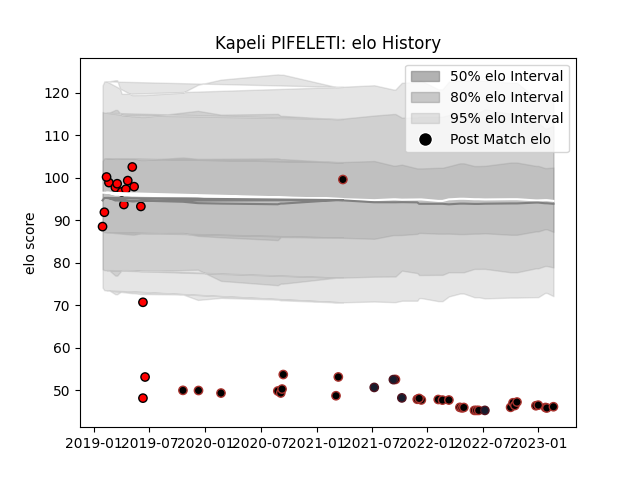 Kapeli PIFELETI: elo History
50% elo Interval
80% elo Interval
95% elo Interval
Post Match elo
elo score
120
110
100
90
80
70
60
50
2019-01 2019-07 2020-01 2020-07 2021-01 2021-07 2022-01 2022-07 2023-01